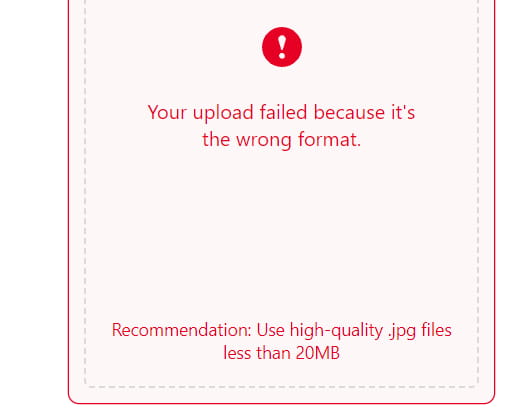 Your upload failed because it's
the wrong format.
Recommendation: Use high-quality .jpg files
less than 20MB